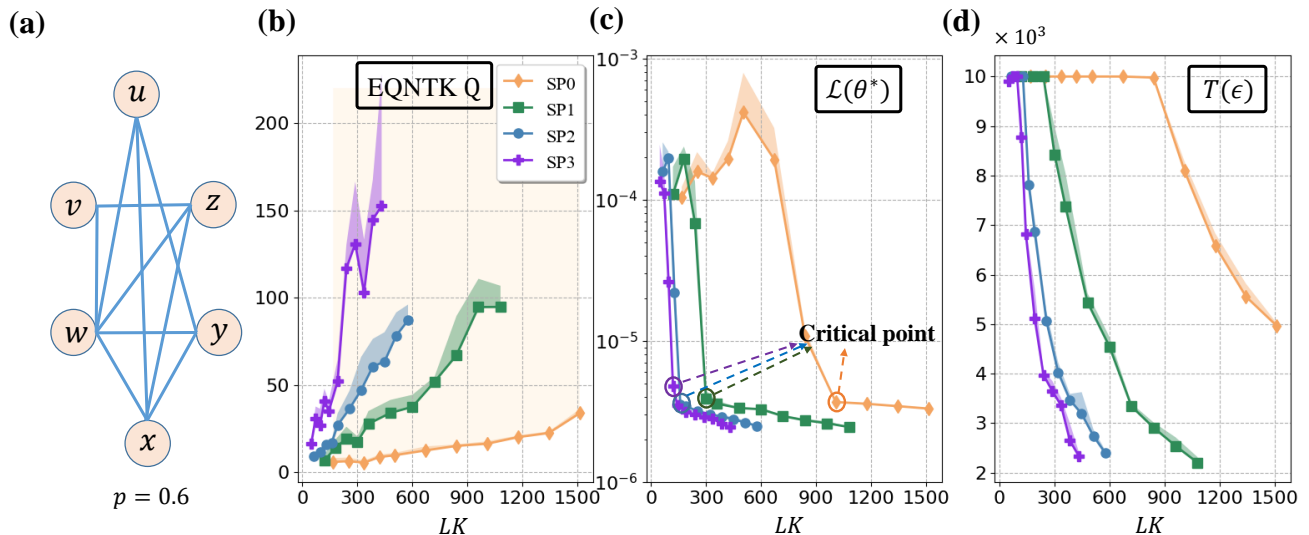 (a)
u
v
z
w
y
x
p = 0.6
(b)
EQNTK Q
SP0
SP1
SP2
SP3
200
150
100
50
0
0 300 600 900 1200 1500
LK
(c)
ℒ(θ*)
10⁻³
10⁻⁴
10⁻⁵
10⁻⁶
Critical point
0 300 600 900 1200 1500
LK
(d)
× 10³
T(ϵ)
10
9
8
7
6
5
4
3
2
0 300 600 900 1200 1500
LK